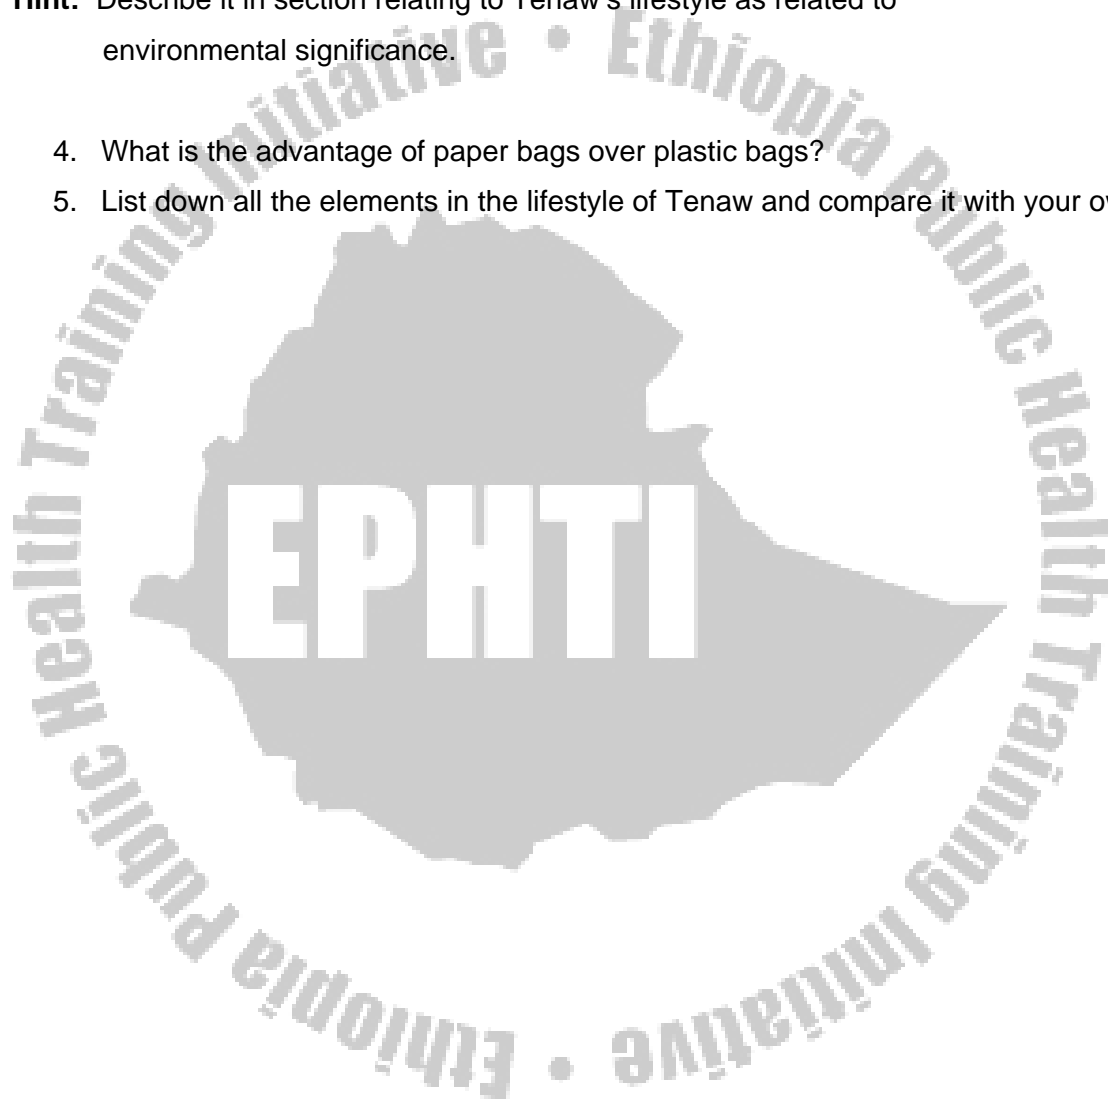 Hint: Describe it in section relating to Tenaw's lifestyle as related to
environmental significance.
4. What is the advantage of paper bags over plastic bags?
5. List down all the elements in the lifestyle of Tenaw and compare it with your
Ethiopia Public Health Training Initiative • Ethiopia Public Health Training Initiative •
EPHTI